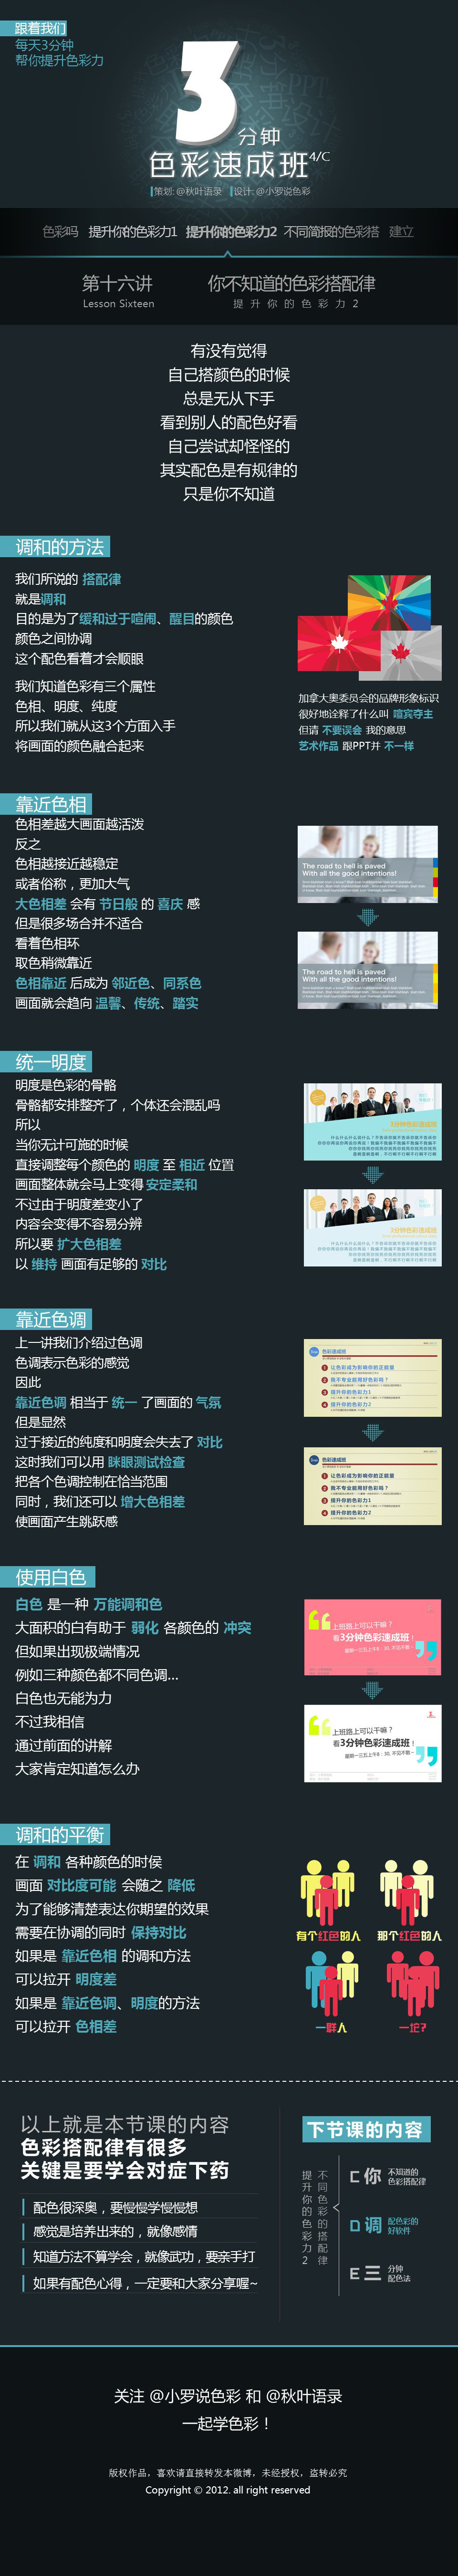 跟着我们
每天3分钟
帮你提升色彩力
3分钟
色彩速成班4/C
策划: @秋叶语录 设计: @小罗说色彩
色彩吗 提升你的色彩力1 提升你的色彩力2 不同简报的色彩搭 建立
第十六讲 你不知道的色彩搭配律
Lesson Sixteen 提升你的色彩力2
有没有觉得
自己搭颜色的时候
总是无从下手
看到别人的配色好看
自己尝试却怪怪的
其实配色是有规律的
只是你不知道
调和的方法
我们所说的 搭配律
就是调和
目的是为了缓和过于喧闹、醒目的颜色
颜色之间协调
这个配色看着才会顺眼
我们知道色彩有三个属性
色相、明度、纯度
所以我们就从这3个方面入手
将画面的颜色融合起来
加拿大奥委员会的品牌形象标识
很好地诠释了什么叫 喧宾夺主
但请 不要误会 我的意思
艺术作品 跟PPT并 不一样
靠近色相
色相差越大画面越活泼
反之
色相越接近越稳定
或者俗称，更加大气
大色相差 会有 节日般 的 喜庆 感
但是很多场合并不适合
看着色相环
取色稍微靠近
色相靠近 后成为 邻近色、同系色
画面就会趋向 温馨、传统、踏实
The road to hell is paved
With all the good intentions!
The road to hell is paved
With all the good intentions!
统一明度
明度是色彩的骨骼
骨骼都安排整齐了，个体还会混乱吗
所以
当你无计可施的时候
直接调整每个颜色的 明度 至 相近 位置
画面整体就会马上变得 安定柔和
不过由于明度差变小了
内容会变得不容易分辨
所以要 扩大色相差
以 维持 画面有足够的 对比
3分钟色彩速成班
3分钟色彩速成班
靠近色调
上一讲我们介绍过色调
色调表示色彩的感觉
因此
靠近色调 相当于 统一 了画面的 气氛
但是显然
过于接近的纯度和明度会失去了 对比
这时我们可以用 眯眼测试检查
把各个色调控制在恰当范围
同时，我们还可以 增大色相差
使画面产生跳跃感
色彩速成班
1 让色彩成为影响你的正能量
2 我不专业能用好色彩吗？
3 提升你的色彩力1
4 提升你的色彩力2
色彩速成班
1 让色彩成为影响你的正能量
2 我不专业能用好色彩吗？
3 提升你的色彩力1
4 提升你的色彩力2
使用白色
白色 是一种 万能调和色
大面积的白有助于 弱化 各颜色的 冲突
但如果出现极端情况
例如三种颜色都不同色调...
白色也无能为力
不过我相信
通过前面的讲解
大家肯定知道怎么办
上班路上可以干嘛？
看3分钟色彩速成班！
星期一三五上午8：30, 不见不散~
上班路上可以干嘛？
看3分钟色彩速成班！
星期一三五上午8：30, 不见不散~
调和的平衡
在 调和 各种颜色的时侯
画面 对比度可能 会随之 降低
为了能够清楚表达你期望的效果
需要在协调的同时 保持对比
如果是 靠近色相 的调和方法
可以拉开 明度差
如果是 靠近色调、明度的方法
可以拉开 色相差
有个红色的人 那个红色的人
一群人 一坨?
以上就是本节课的内容
色彩搭配律有很多
关键是要学会对症下药
配色很深奥，要慢慢学慢慢想
感觉是培养出来的，就像感情
知道方法不算学会，就像武功，要亲手打
如果有配色心得，一定要和大家分享喔~
下节课的内容
提升你的色彩力2
不同色彩的搭配律
C 你 不知道的
色彩搭配律
D 调 配色彩的
好软件
E 三 分钟
配色法
关注 @小罗说色彩 和 @秋叶语录
一起学色彩！
版权作品，喜欢请直接转发本微博，未经授权，盗转必究
Copyright © 2012. all right reserved